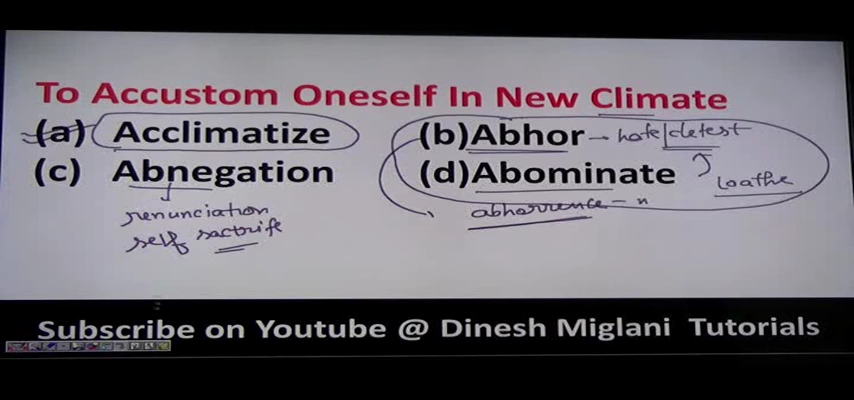 To Accustom Oneself In New Climate
(a) Acclimatize
(b) Abhor - hate/detest
(c) Abnegation
(d) Abominate
loathe
renunciation
self sactrife
abhorrence - n
Subscribe on Youtube @ Dinesh Miglani Tutorials